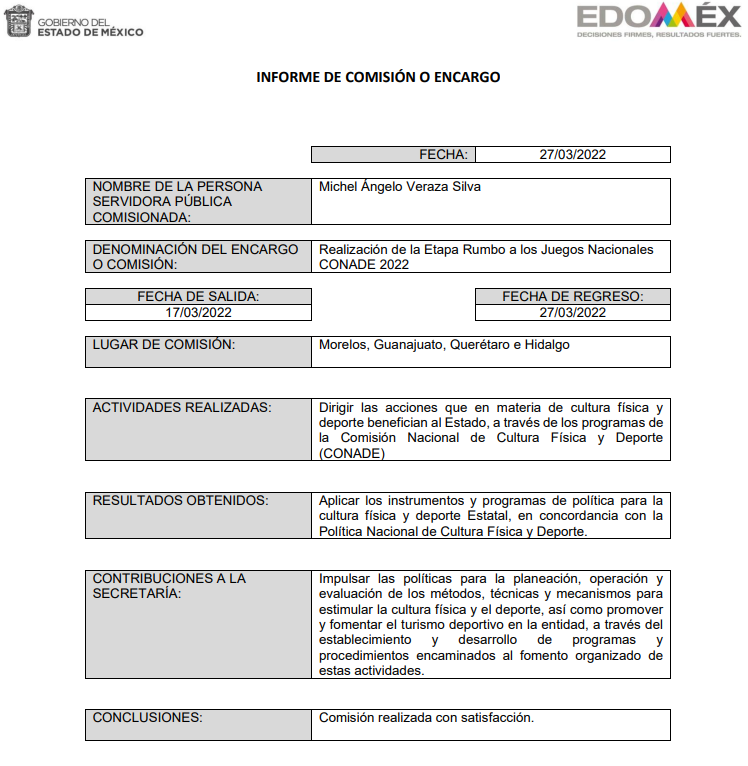 GOBIERNO DEL
ESTADO DE MÉXICO
EDOMÉX
DECISIONES FIRMES, RESULTADOS FUERTES.
INFORME DE COMISIÓN O ENCARGO
FECHA: 27/03/2022
NOMBRE DE LA PERSONA
SERVIDORA PÚBLICA
COMISIONADA:
Michel Ángelo Veraza Silva
DENOMINACIÓN DEL ENCARGO
O COMISIÓN:
Realización de la Etapa Rumbo a los Juegos Nacionales
CONADE 2022
FECHA DE SALIDA:
17/03/2022
FECHA DE REGRESO:
27/03/2022
LUGAR DE COMISIÓN:
Morelos, Guanajuato, Querétaro e Hidalgo
ACTIVIDADES REALIZADAS:
Dirigir las acciones que en materia de cultura física y
deporte benefician al Estado, a través de los programas de
la Comisión Nacional de Cultura Física y Deporte
(CONADE)
RESULTADOS OBTENIDOS:
Aplicar los instrumentos y programas de política para la
cultura física y deporte Estatal, en concordancia con la
Política Nacional de Cultura Física y Deporte.
CONTRIBUCIONES A LA
SECRETARÍA:
Impulsar las políticas para la planeación, operación y
evaluación de los métodos, técnicas y mecanismos para
estimular la cultura física y el deporte, así como promover
y fomentar el turismo deportivo en la entidad, a través del
establecimiento y desarrollo de programas y
procedimientos encaminados al fomento organizado de
estas actividades.
CONCLUSIONES:
Comisión realizada con satisfacción.